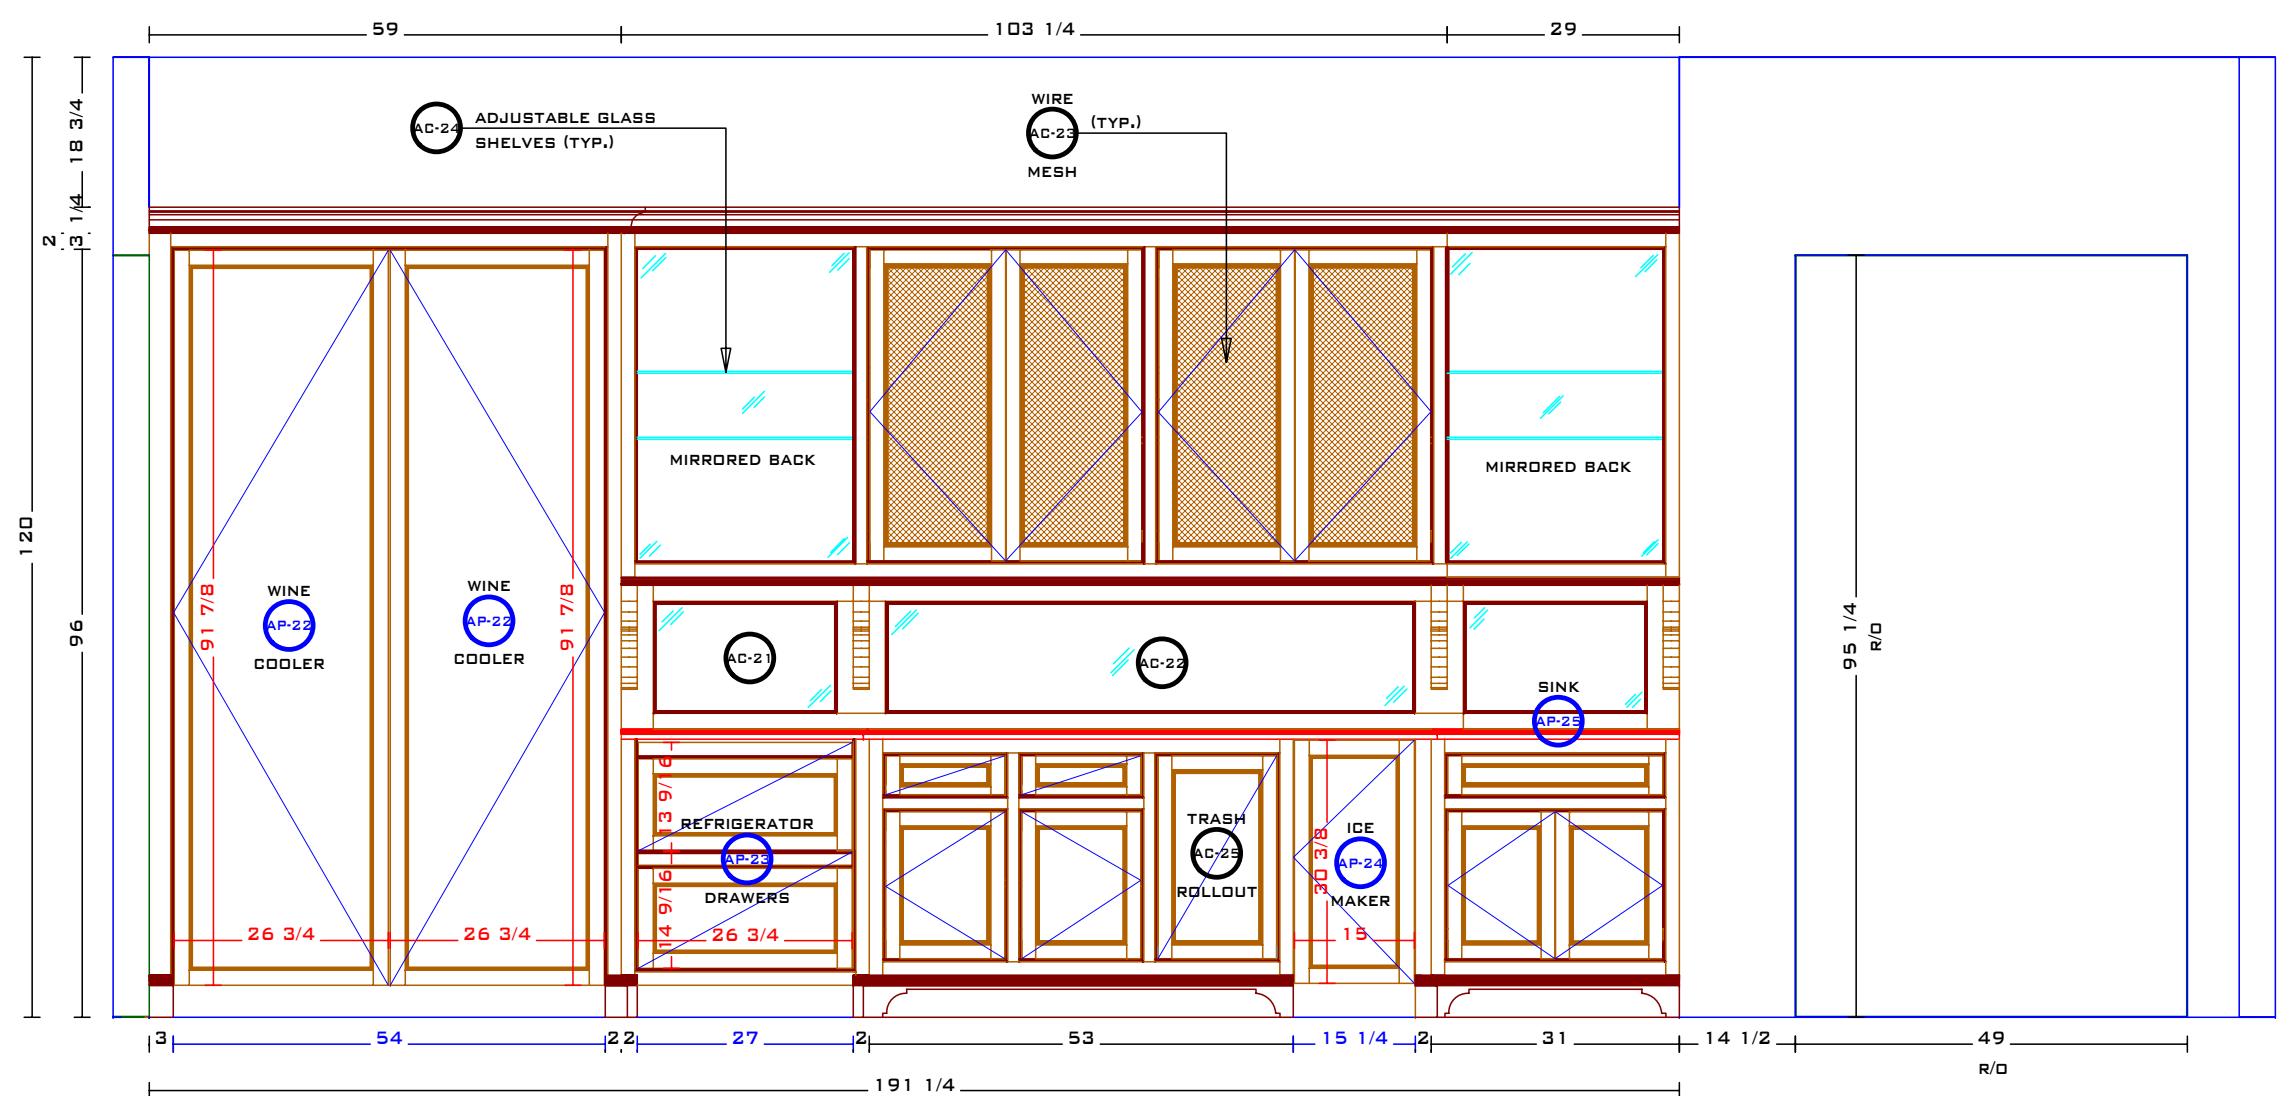 59
103 1/4
29
18 3/4
3 1/4
2
120
96
AC-24
ADJUSTABLE GLASS
SHELVES (TYP.)
WIRE
AC-23
(TYP.)
MESH
MIRRORED BACK
MIRRORED BACK
WINE
AP-22
COOLER
WINE
AP-22
COOLER
91 7/8
91 7/8
AC-21
AC-22
SINK
AP-25
95 1/4
R/O
13 9/16
14 9/16
REFRIGERATOR
AP-23
DRAWERS
TRASH
AC-25
ROLLOUT
30 3/8
ICE
AP-24
MAKER
26 3/4
26 3/4
26 3/4
15
3
54
2
2
27
2
53
15 1/4
2
31
14 1/2
49
R/O
191 1/4